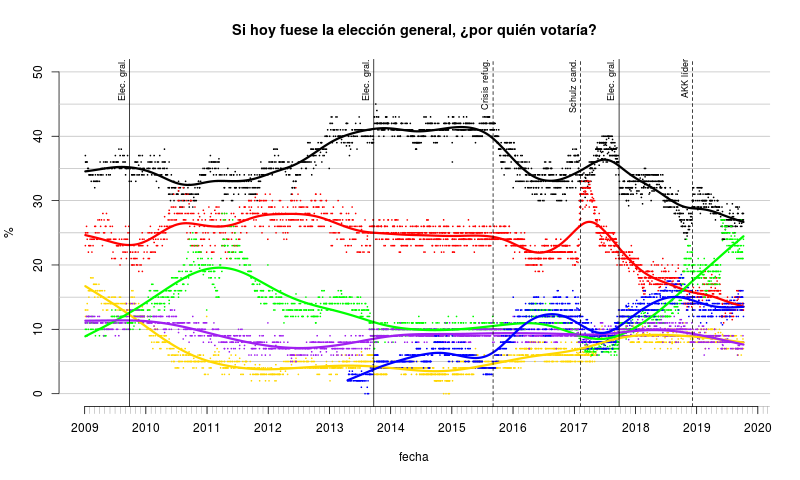 Si hoy fuese la elección general, ¿por quién votaría?
Elec. gral.
Elec. gral.
Crisis refug.
Schulz cand.
Elec. gral.
AKK líder
%
50
40
30
20
10
0
2009 2010 2011 2012 2013 2014 2015 2016 2017 2018 2019 2020
fecha